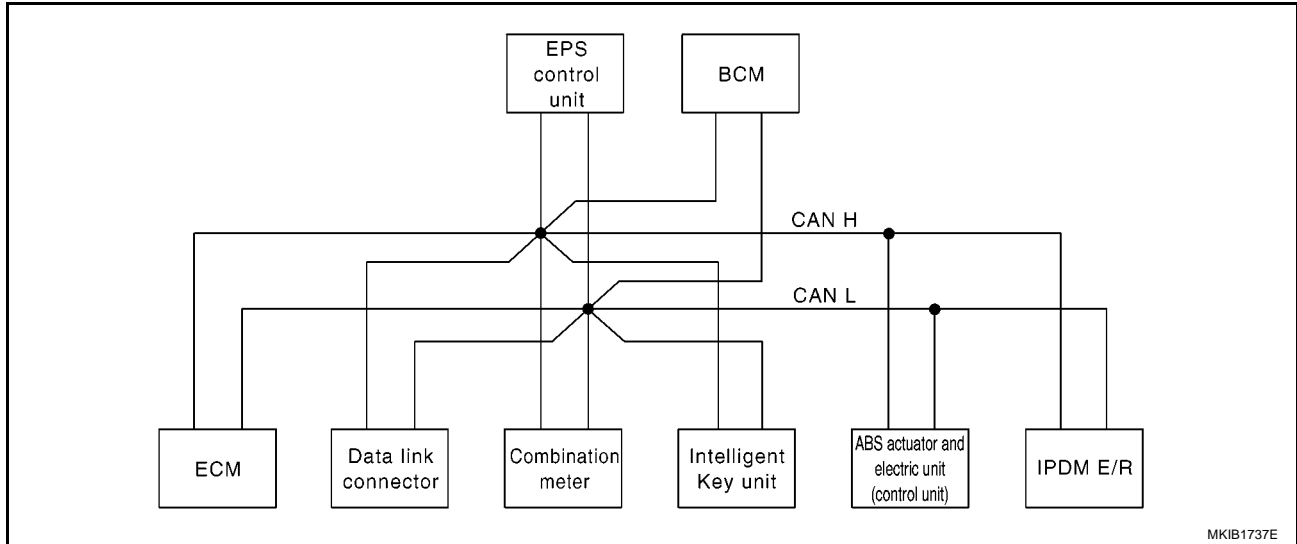 EPS
control
unit
BCM
CAN H
CAN L
ECM
Data link
connector
Combination
meter
Intelligent
Key unit
ABS actuator and
electric unit
(control unit)
IPDM E/R
MKIB1737E